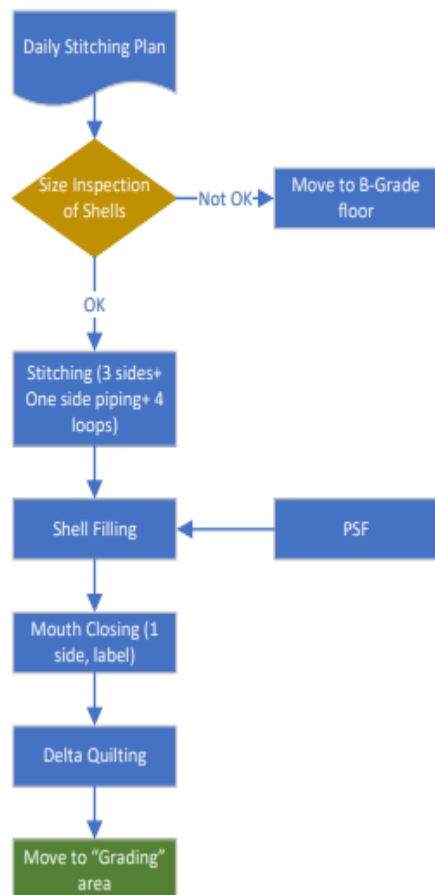 Daily Stitching Plan
Size Inspection
of Shells
Not OK
Move to B-Grade
floor
OK
Stitching (3 sides+
One side piping+ 4
loops)
Shell Filling
PSF
Mouth Closing (1
side, label)
Delta Quilting
Move to “Grading”
area